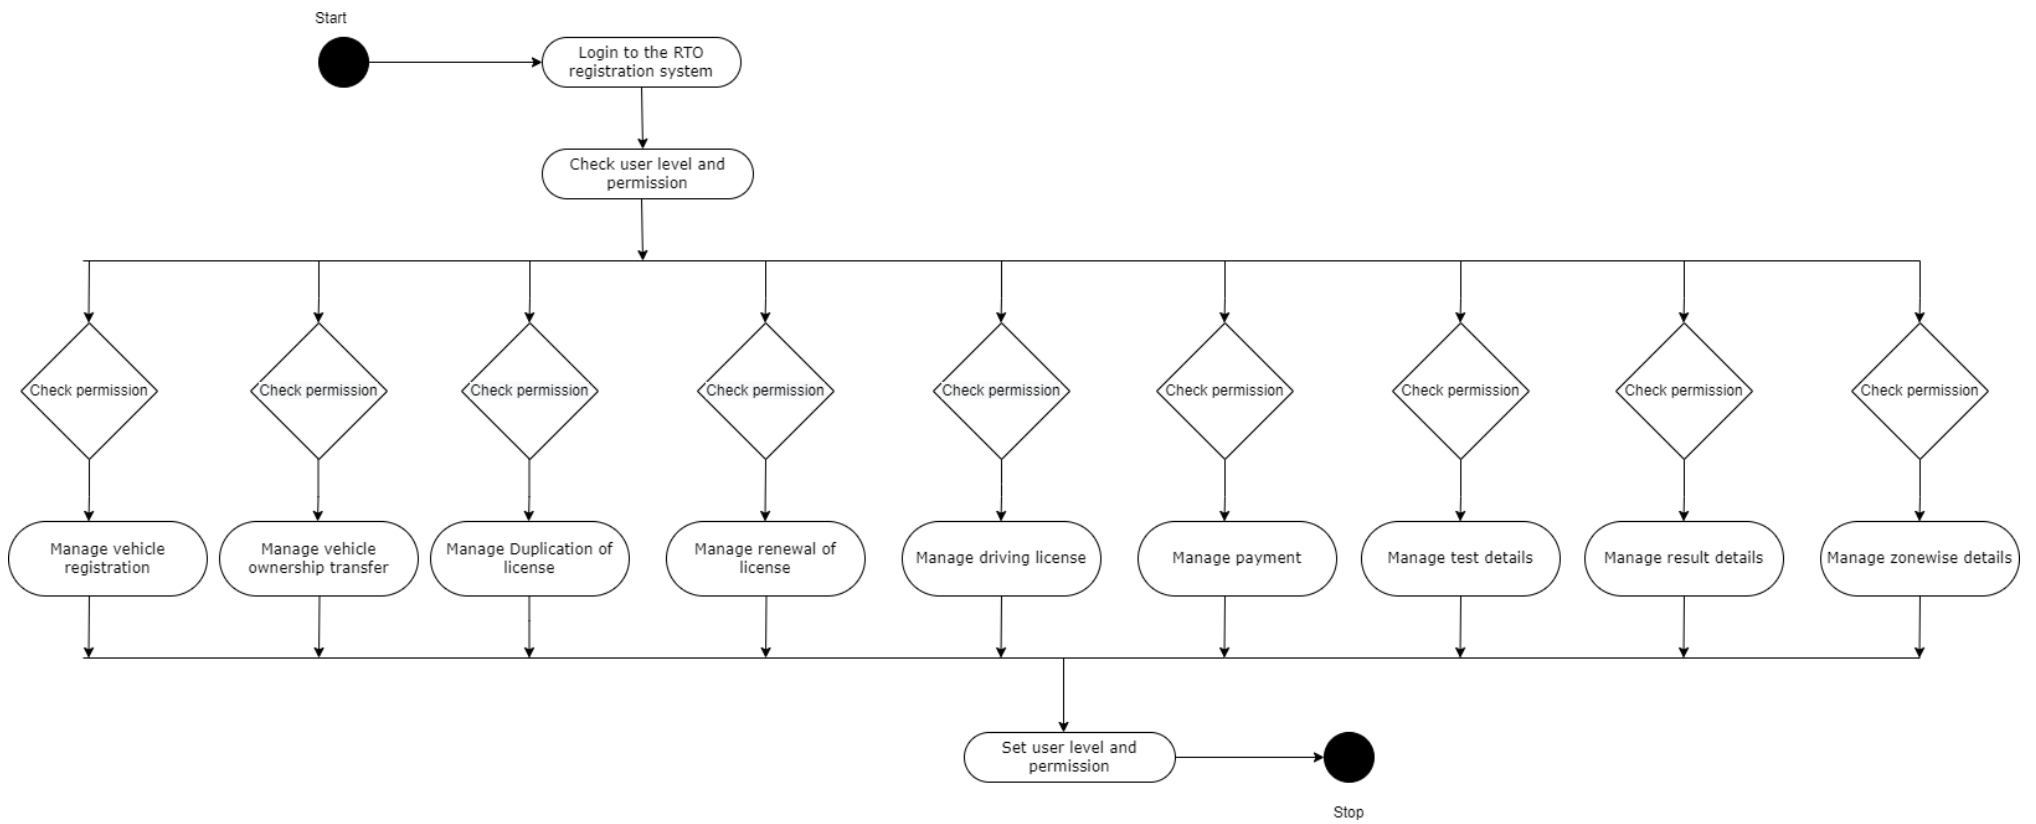 Start
Login to the RTO
registration system
Check user level and
permission
Check permission
Check permission
Check permission
Check permission
Check permission
Check permission
Check permission
Check permission
Check permission
Manage vehicle
registration
Manage vehicle
ownership transfer
Manage Duplication of
license
Manage renewal of
license
Manage driving license
Manage payment
Manage test details
Manage result details
Manage zonewise details
Set user level and
permission
Stop